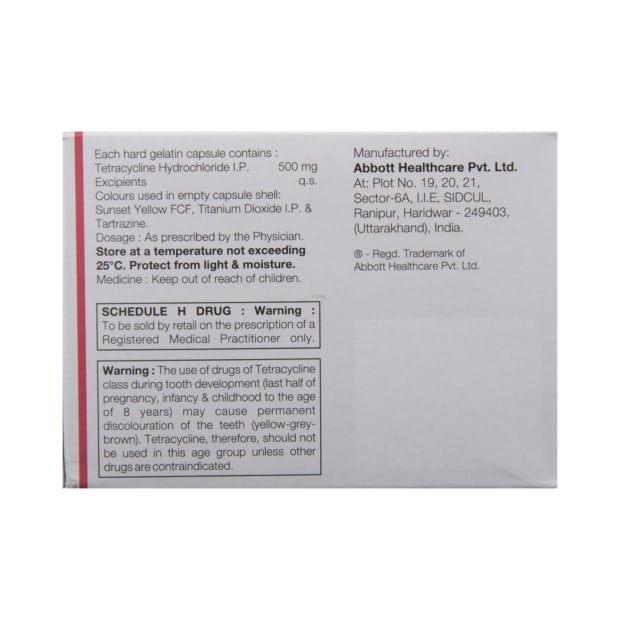 Each hard gelatin capsule contains :
Tetracycline Hydrochloride I.P. 500 mg
Excipients q.s.
Colours used in empty capsule shell:
Sunset Yellow FCF, Titanium Dioxide I.P. &
Tartrazine.
Dosage : As prescribed by the Physician.
Store at a temperature not exceeding
25°C. Protect from light & moisture.
Medicine : Keep out of reach of children.
SCHEDULE H DRUG : Warning :
To be sold by retail on the prescription of a
Registered Medical Practitioner only.
Warning : The use of drugs of Tetracycline
class during tooth development (last half of
pregnancy, infancy & childhood to the age
of 8 years) may cause permanent
discolouration of the teeth (yellow-grey-
brown). Tetracycline, therefore, should not
be used in this age group unless other
drugs are contraindicated.
Manufactured by:
Abbott Healthcare Pvt. Ltd.
At: Plot No. 19, 20, 21,
Sector-6A, I.I.E, SIDCUL,
Ranipur, Haridwar - 249403,
(Uttarakhand), India.
® - Regd. Trademark of
Abbott Healthcare Pvt. Ltd.